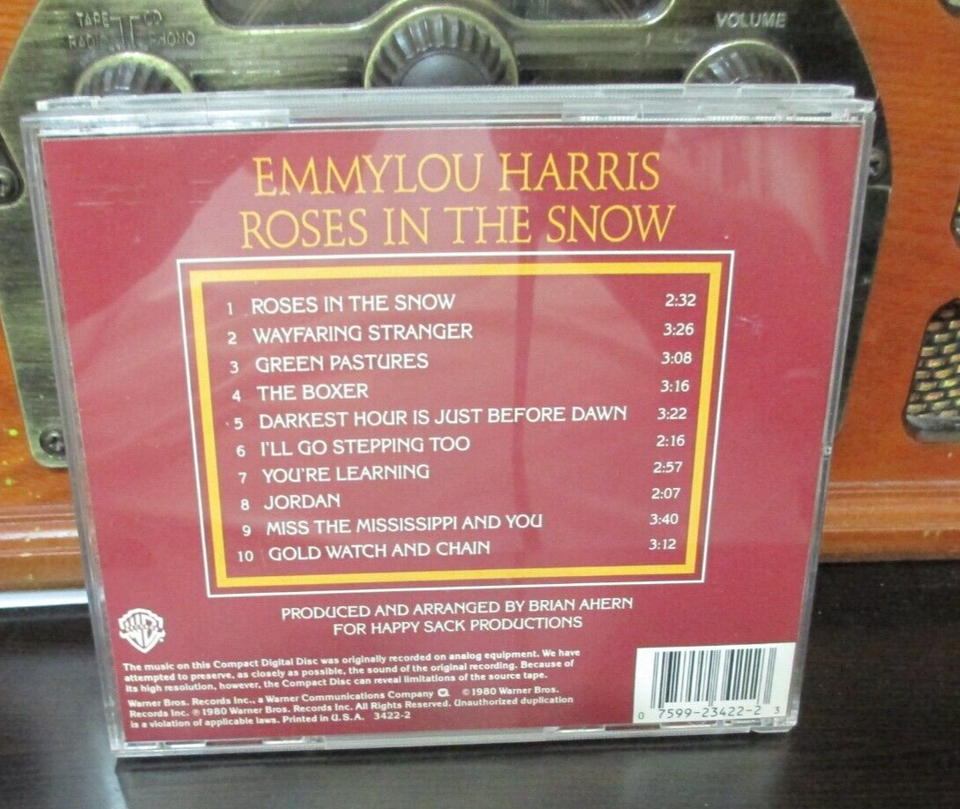 TAPE CD
RADIO PHONO
VOLUME
EMMYLOU HARRIS
ROSES IN THE SNOW
1 ROSES IN THE SNOW 2:32
2 WAYFARING STRANGER 3:26
3 GREEN PASTURES 3:08
4 THE BOXER 3:16
5 DARKEST HOUR IS JUST BEFORE DAWN 3:22
6 I'LL GO STEPPING TOO 2:16
7 YOU'RE LEARNING 2:57
8 JORDAN 2:07
9 MISS THE MISSISSIPPI AND YOU 3:40
10 GOLD WATCH AND CHAIN 3:12
PRODUCED AND ARRANGED BY BRIAN AHERN
FOR HAPPY SACK PRODUCTIONS
The music on this Compact Digital Disc was originally recorded on analog equipment. We have
attempted to preserve, as closely as possible, the sound of the original recording. Because of
its high resolution, however, the Compact Disc can reveal limitations of the source tape.
Warner Bros. Records Inc., a Warner Communications Company © 1980 Warner Bros.
Records Inc. ℗ 1980 Warner Bros. Records Inc. All Rights Reserved. Unauthorized duplication
is a violation of applicable laws. Printed in U.S.A. 3422-2
0 7599-23422-2 3